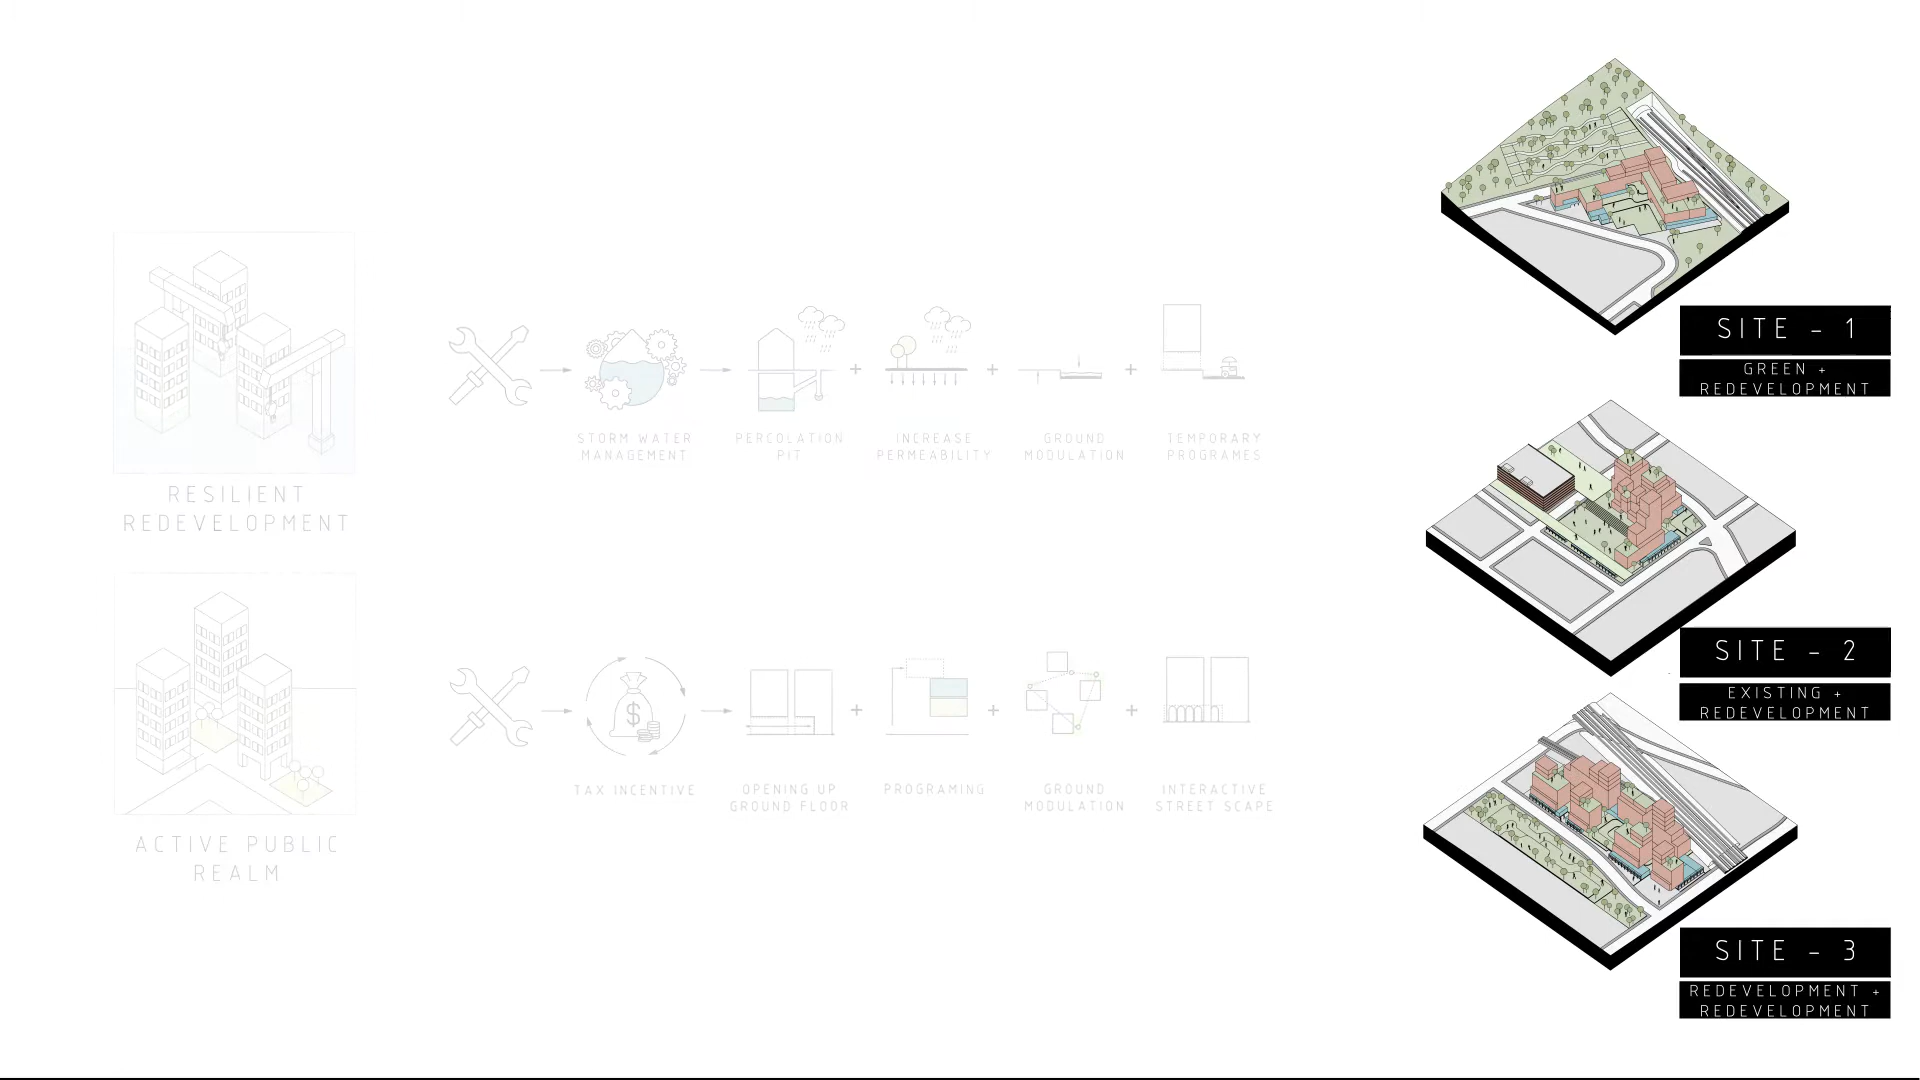 RESILIENT
REDEVELOPMENT
STORM WATER
MANAGEMENT
PERCOLATION
PIT
INCREASE
PERMEABILITY
GROUND
MODULATION
TEMPORARY
PROGRAMES
ACTIVE PUBLIC
REALM
$
TAX INCENTIVE
OPENING UP
GROUND FLOOR
PROGRAMING
GROUND
MODULATION
INTERACTIVE
STREET SCAPE
SITE - 1
GREEN +
REDEVELOPMENT
SITE - 2
EXISTING +
REDEVELOPMENT
SITE - 3
REDEVELOPMENT +
REDEVELOPMENT